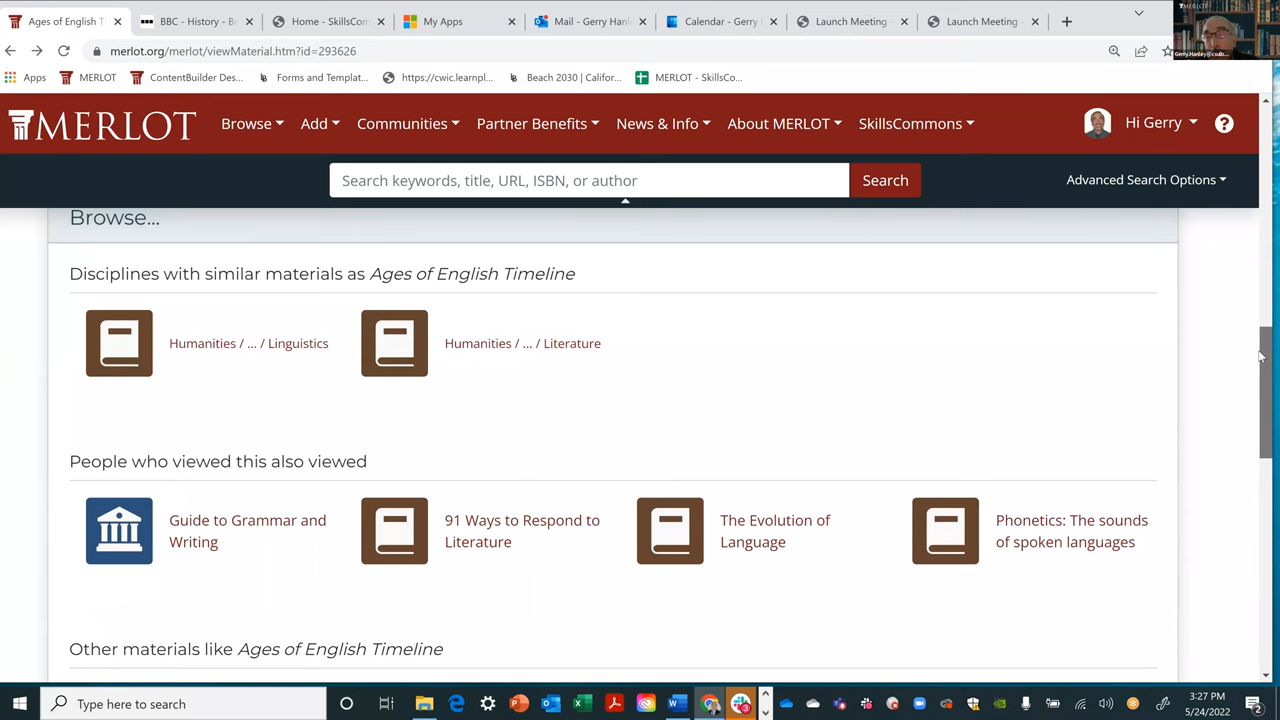 Ages of English Timeline
BBC - History - B
Home - SkillsCom
My Apps
Mail - Gerry Hanl
Calendar - Gerry
Launch Meeting
Launch Meeting
MERLOT
merlot.org/merlot/viewMaterial.htm?id=293626
Apps
MERLOT
ContentBuilder Des...
Forms and Templat...
https://cwic.learnpl...
Beach 2030 | Califor...
MERLOT - SkillsCo...
MERLOT
Browse
Add
Communities
Partner Benefits
News & Info
About MERLOT
SkillsCommons
Hi Gerry
?
Search keywords, title, URL, ISBN, or author
Search
Advanced Search Options
Browse...
Disciplines with similar materials as Ages of English Timeline
Humanities / ... / Linguistics
Humanities / ... / Literature
People who viewed this also viewed
Guide to Grammar and
Writing
91 Ways to Respond to
Literature
The Evolution of
Language
Phonetics: The sounds
of spoken languages
Other materials like Ages of English Timeline
Type here to search
3:27 PM
5/24/2022
2